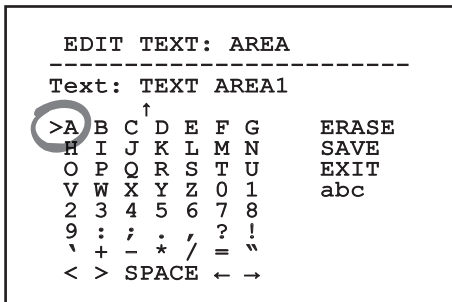 EDIT TEXT: AREA
-------------------------
Text: TEXT AREA1
↑
>A B C D E F G ERASE
H I J K L M N SAVE
O P Q R S T U EXIT
V W X Y Z 0 1 abc
2 3 4 5 6 7 8
9 : ; . , ? !
‵ + - * / = ‶
< > SPACE ← →